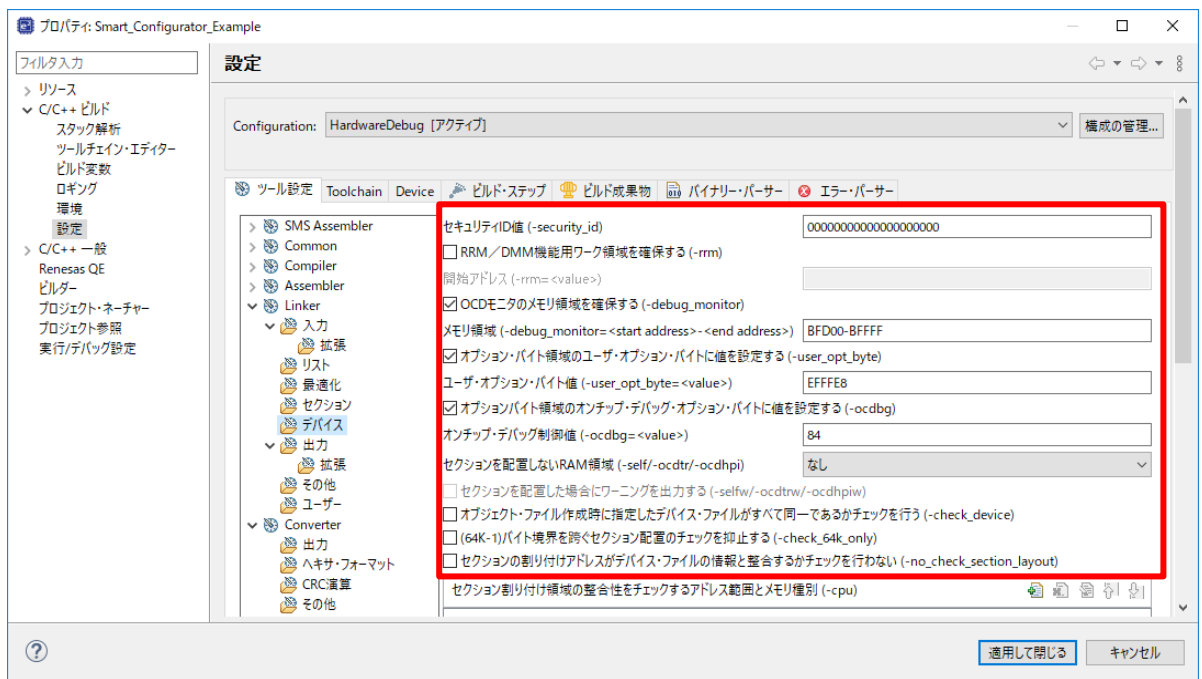 プロパティ: Smart_Configurator_Example
フィルタ入力
リソース
C/C++ ビルド
スタック解析
ツールチェイン・エディター
ビルド変数
ロギング
環境
設定
C/C++ 一般
Renesas QE
ビルダー
プロジェクト・ネーチャー
プロジェクト参照
実行/デバッグ設定
設定
Configuration: HardwareDebug [アクティブ]
構成の管理...
ツール設定 Toolchain Device ビルド・ステップ ビルド成果物 バイナリー・パーサー エラー・パーサー
SMS Assembler
Common
Compiler
Assembler
Linker
入力
拡張
リスト
最適化
セクション
デバイス
出力
拡張
その他
ユーザー
Converter
出力
ヘキサ・フォーマット
CRC演算
その他
セキュリティID値 (-security_id) 00000000000000000000
RRM／DMM機能用ワーク領域を確保する (-rrm)
開始アドレス (-rrm=<value>)
OCDモニタのメモリ領域を確保する (-debug_monitor)
メモリ領域 (-debug_monitor=<start address>-<end address>) BFD00-BFFFF
オプション・バイト領域のユーザ・オプション・バイトに値を設定する (-user_opt_byte)
ユーザ・オプション・バイト値 (-user_opt_byte=<value>) EFFFE8
オプションバイト領域のオンチップ・デバッグ・オプション・バイトに値を設定する (-ocdbg)
オンチップ・デバッグ制御値 (-ocdbg=<value>) 84
セクションを配置しないRAM領域 (-self/-ocdtr/-ocdhpi) なし
セクションを配置した場合にワーニングを出力する (-selfw/-ocdtrw/-ocdhpiw)
オブジェクト・ファイル作成時に指定したデバイス・ファイルがすべて同一であるかチェックを行う (-check_device)
(64K-1)バイト境界を跨ぐセクション配置のチェックを抑止する (-check_64k_only)
セクションの割り付けアドレスがデバイス・ファイルの情報と整合するかチェックを行わない (-no_check_section_layout)
セクション割り付け領域の整合性をチェックするアドレス範囲とメモリ種別 (-cpu)
適用して閉じる キャンセル